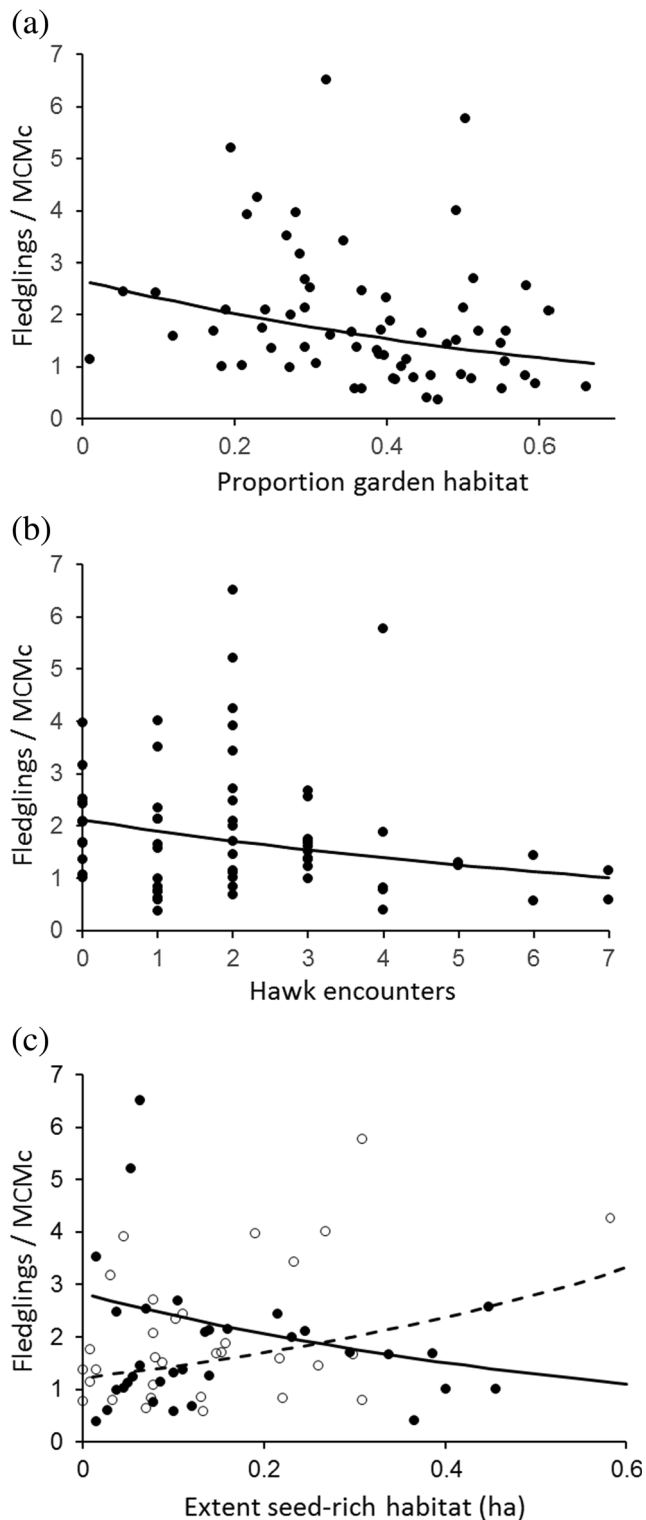 (a)
7
6
5
4
3
2
1
0
Fledglings / MCMc
0 0.2 0.4 0.6
Proportion garden habitat
(b)
7
6
5
4
3
2
1
0
Fledglings / MCMc
0 1 2 3 4 5 6 7
Hawk encounters
(c)
7
6
5
4
3
2
1
0
Fledglings / MCMc
0 0.2 0.4 0.6
Extent seed-rich habitat (ha)